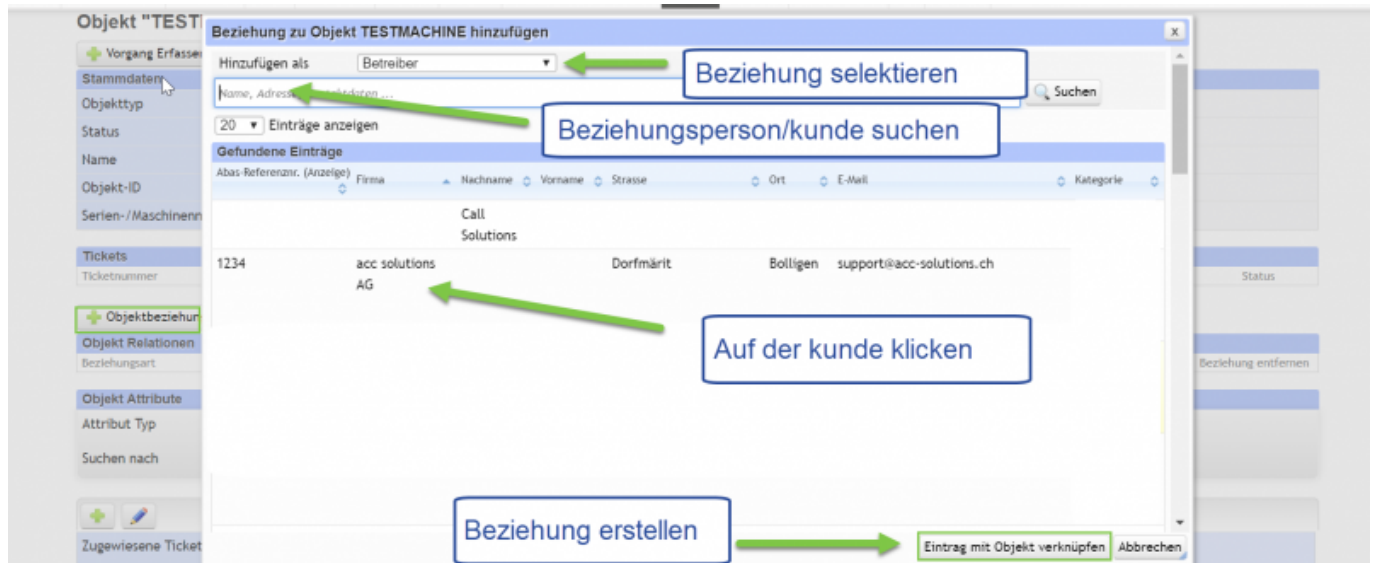 Objekt "TEST
Vorgang Erfasse
Stammdaten
Objekttyp
Status
Name
Objekt-ID
Serien-/Maschinenn
Tickets
Ticketnummer
Status
Objektbeziehun
Objekt Relationen
Beziehungsart
Beziehung entfernen
Objekt Attribute
Attribut Typ
Suchen nach
Zugewiesene Ticket
Beziehung zu Objekt TESTMACHINE hinzufügen
x
Hinzufügen als Betreiber
Beziehung selektieren
Name, Adresse
Suchen
20 Einträge anzeigen
Beziehungsperson/kunde suchen
Gefundene Einträge
Abas-Referenznr. (Anzeige) Firma Nachname Vorname Strasse Ort E-Mail Kategorie
Call
Solutions
1234 acc solutions Dorfmärit Bolligen support@acc-solutions.ch
AG
Auf der kunde klicken
Beziehung erstellen
Eintrag mit Objekt verknüpfen Abbrechen